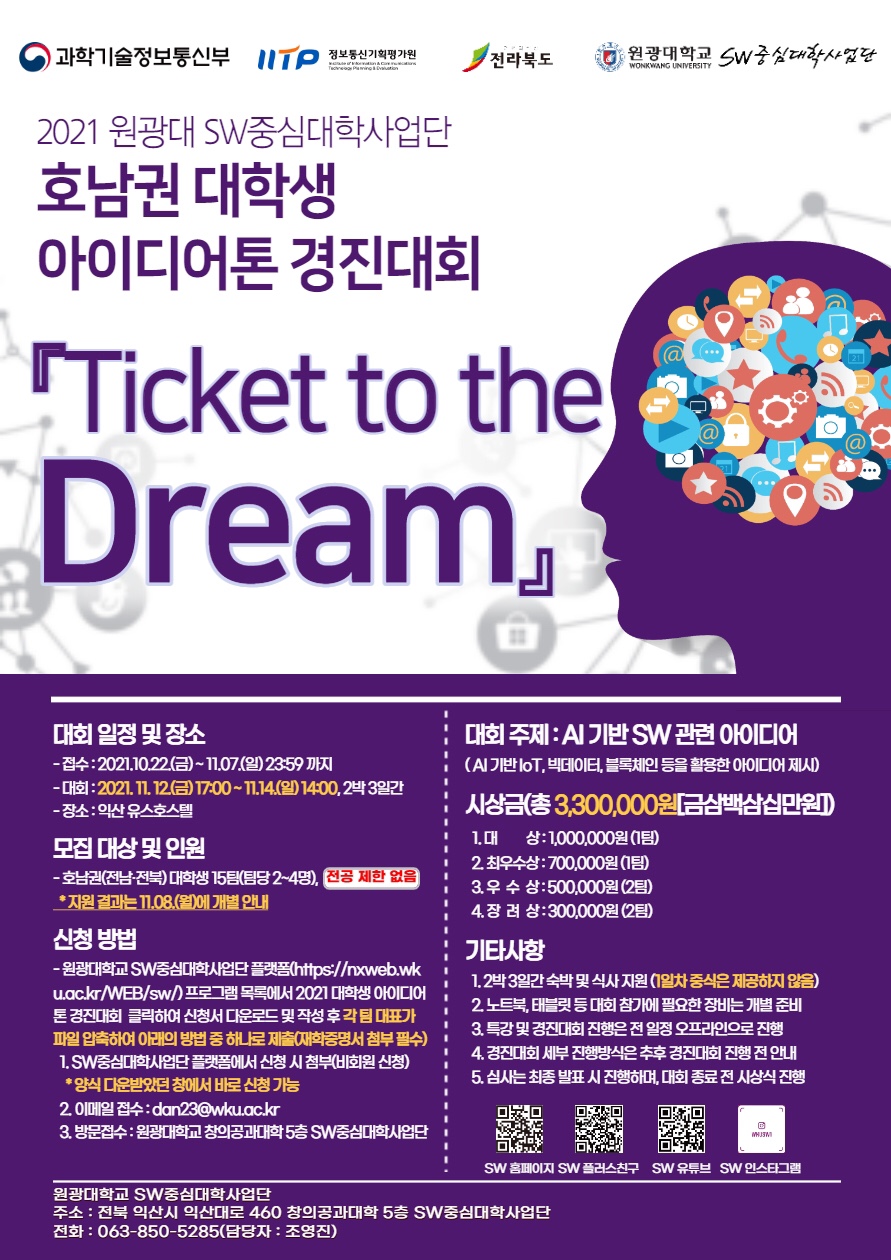 과학기술정보통신부
IITP 정보통신기획평가원
Institute of Information & Communications
Technology Planning & Evaluation
전라북도
원광대학교
WONKWANG UNIVERSITY
SW중심대학사업단
2021 원광대 SW중심대학사업단
호남권 대학생
아이디어톤 경진대회
『Ticket to the
Dream』
대회 일정 및 장소
- 접수 : 2021.10.22.(금) ~ 11.07.(일) 23:59 까지
- 대회 : 2021. 11. 12.(금) 17:00 ~ 11.14.(일) 14:00, 2박 3일간
- 장소 : 익산 유스호스텔
모집 대상 및 인원
- 호남권(전남·전북) 대학생 15팀(팀당 2~4명), 전공 제한 없음
* 지원 결과는 11.08.(월)에 개별 안내
신청 방법
- 원광대학교 SW중심대학사업단 플랫폼(https://nxweb.wk
u.ac.kr/WEB/sw/) 프로그램 목록에서 2021 대학생 아이디어
톤 경진대회 클릭하여 신청서 다운로드 및 작성 후 각 팀 대표가
파일 압축하여 아래의 방법 중 하나로 제출(재학증명서 첨부 필수)
1. SW중심대학사업단 플랫폼에서 신청 시 첨부(비회원 신청)
* 양식 다운받았던 창에서 바로 신청 가능
2. 이메일 접수 : dan23@wku.ac.kr
3. 방문접수 : 원광대학교 창의공과대학 5층 SW중심대학사업단
대회 주제 : AI 기반 SW 관련 아이디어
( AI 기반 IoT, 빅데이터, 블록체인 등을 활용한 아이디어 제시)
시상금(총 3,300,000원[금삼백삼십만원])
1. 대 상 : 1,000,000원 (1팀)
2. 최우수상 : 700,000원 (1팀)
3. 우 수 상 : 500,000원 (2팀)
4. 장 려 상 : 300,000원 (2팀)
기타사항
1. 2박 3일간 숙박 및 식사 지원 (1일차 중식은 제공하지 않음)
2. 노트북, 태블릿 등 대회 참가에 필요한 장비는 개별 준비
3. 특강 및 경진대회 진행은 전 일정 오프라인으로 진행
4. 경진대회 세부 진행방식은 추후 경진대회 진행 전 안내
5. 심사는 최종 발표 시 진행하며, 대회 종료 전 시상식 진행
SW 홈페이지 SW 플러스친구 SW 유튜브 SW 인스타그램
원광대학교 SW중심대학사업단
주소 : 전북 익산시 익산대로 460 창의공과대학 5층 SW중심대학사업단
전화 : 063-850-5285(담당자 : 조영진)